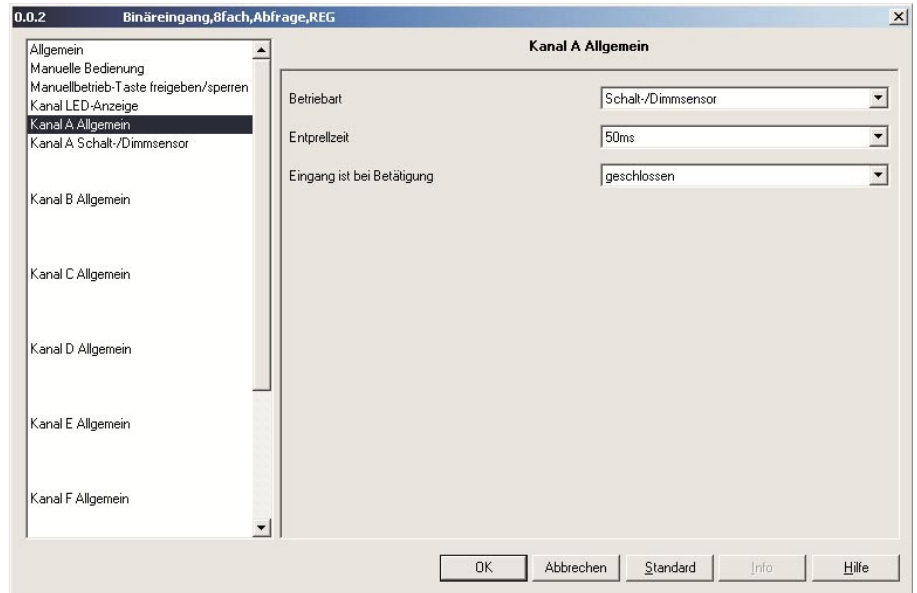 0.0.2 Binäreingang,8fach,Abfrage,REG
Allgemein
Manuelle Bedienung
Manuellbetrieb-Taste freigeben/sperren
Kanal LED-Anzeige
Kanal A Allgemein
Kanal A Schalt-/Dimmsensor
Kanal B Allgemein
Kanal C Allgemein
Kanal D Allgemein
Kanal E Allgemein
Kanal F Allgemein
Kanal A Allgemein
Betriebart Schalt-/Dimmsensor
Entprellzeit 50ms
Eingang ist bei Betätigung geschlossen
OK Abbrechen Standard Info Hilfe